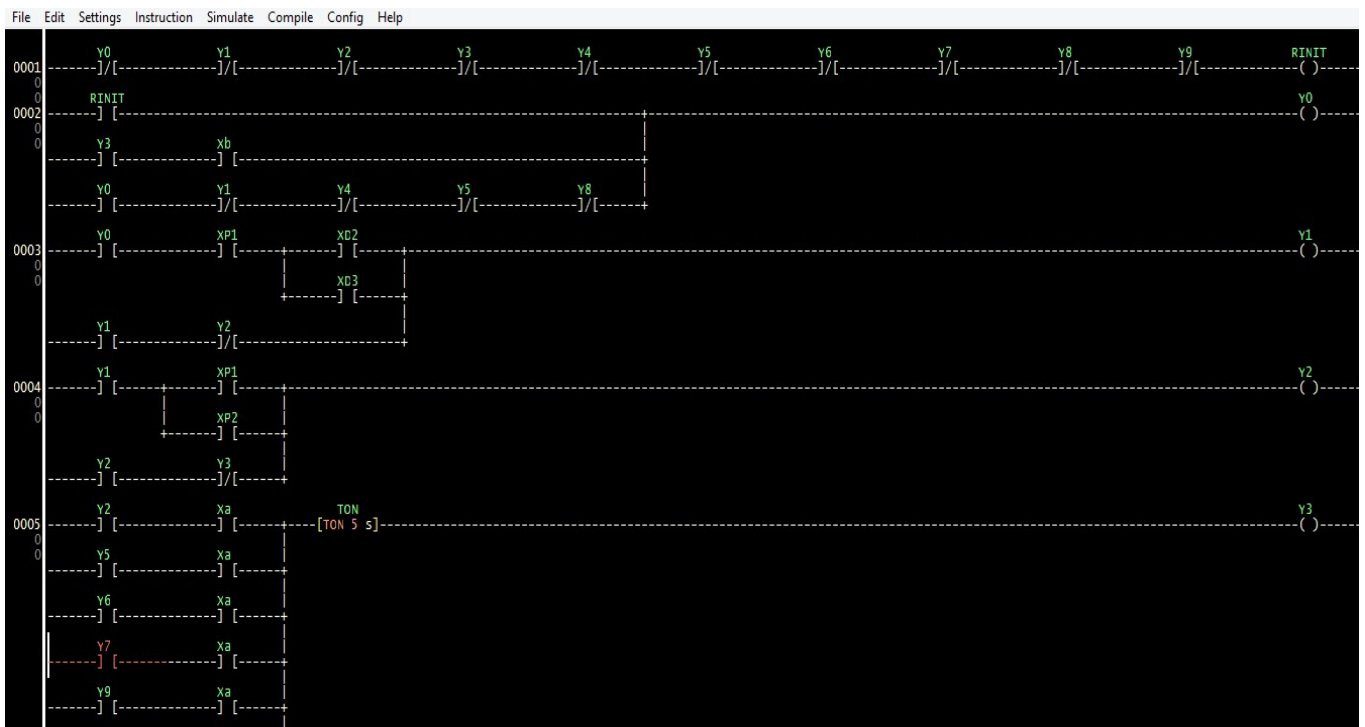 File Edit Settings Instruction Simulate Compile Config Help
Y0 Y1 Y2 Y3 Y4 Y5 Y6 Y7 Y8 Y9 RINIT
0001 ]/[ ]/[ ]/[ ]/[ ]/[ ]/[ ]/[ ]/[ ]/[ ]/[ ( )
0
0 RINIT Y0
0002 ] [ ( )
0
0 Y3 Xb
] [ ] [
Y0 Y1 Y4 Y5 Y8
] [ ]/[ ]/[ ]/[ ]/[
Y0 XP1 XD2 Y1
0003 ] [ ] [ ] [ ( )
0
0 XD3
] [
Y1 Y2
] [ ]/[
Y1 XP1 Y2
0004 ] [ ] [ ( )
0
0 XP2
] [
Y2 Y3
] [ ]/[
Y2 Xa TON Y3
0005 ] [ ] [ [TON 5 s] ( )
0
0 Y5 Xa
] [ ] [
Y6 Xa
] [ ] [
Y7 Xa
] [ ] [
Y9 Xa
] [ ] [